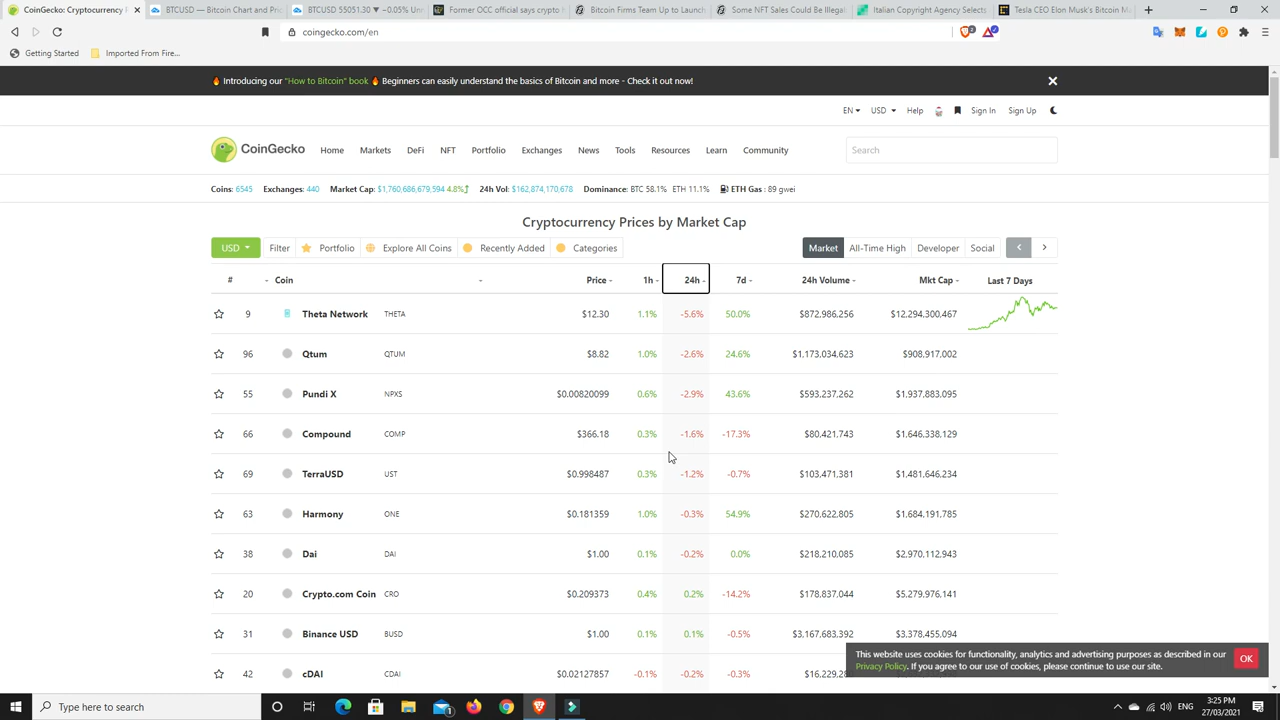 CoinGecko: Cryptocurrency P
BTCUSD — Bitcoin Chart and Pric
BTCUSD 55051.30 ▼ −0.05% Unn
Former OCC official says crypto f
Bitcoin Firms Team Up to Launch
Some NFT Sales Could Be Illegal
Italian Copyright Agency Selects
Tesla CEO Elon Musk's Bitcoin M
coingecko.com/en
Getting Started
Imported From Fire...
Introducing our "How to Bitcoin" book 🔥 Beginners can easily understand the basics of Bitcoin and more - Check it out now!
EN USD Help Sign In Sign Up
CoinGecko Home Markets DeFi NFT Portfolio Exchanges News Tools Resources Learn Community Search
Coins: 6545 Exchanges: 440 Market Cap: $1,760,686,679,594 4.8% 24h Vol: $162,874,170,678 Dominance: BTC 58.1% ETH 11.1% ETH Gas : 89 gwei
Cryptocurrency Prices by Market Cap
USD Filter Portfolio Explore All Coins Recently Added Categories Market All-Time High Developer Social < >
# Coin Price 1h 24h 7d 24h Volume Mkt Cap Last 7 Days
9 Theta Network THETA $12.30 1.1% -5.6% 50.0% $872,986,256 $12,294,300,467
96 Qtum QTUM $8.82 1.0% -2.6% 24.6% $1,173,034,623 $908,917,002
55 Pundi X NPXS $0.00820099 0.6% -2.9% 43.6% $593,237,262 $1,937,883,095
66 Compound COMP $366.18 0.3% -1.6% -17.3% $80,421,743 $1,646,338,129
69 TerraUSD UST $0.998487 0.3% -1.2% -0.7% $103,471,381 $1,481,646,234
63 Harmony ONE $0.181359 1.0% -0.3% 54.9% $270,622,805 $1,684,191,785
38 Dai DAI $1.00 0.1% -0.2% 0.0% $218,210,085 $2,970,112,943
20 Crypto.com Coin CRO $0.209373 0.4% 0.2% -14.2% $178,837,044 $5,279,976,141
31 Binance USD BUSD $1.00 0.1% 0.1% -0.5% $3,167,683,392 $3,378,455,094
42 cDAI CDAI $0.02127857 -0.1% -0.2% -0.3% $16,229,28
This website uses cookies for functionality, analytics and advertising purposes as described in our
Privacy Policy. If you agree to our use of cookies, please continue to use our site.
OK
Type here to search
ENG
3:25 PM
27/03/2021